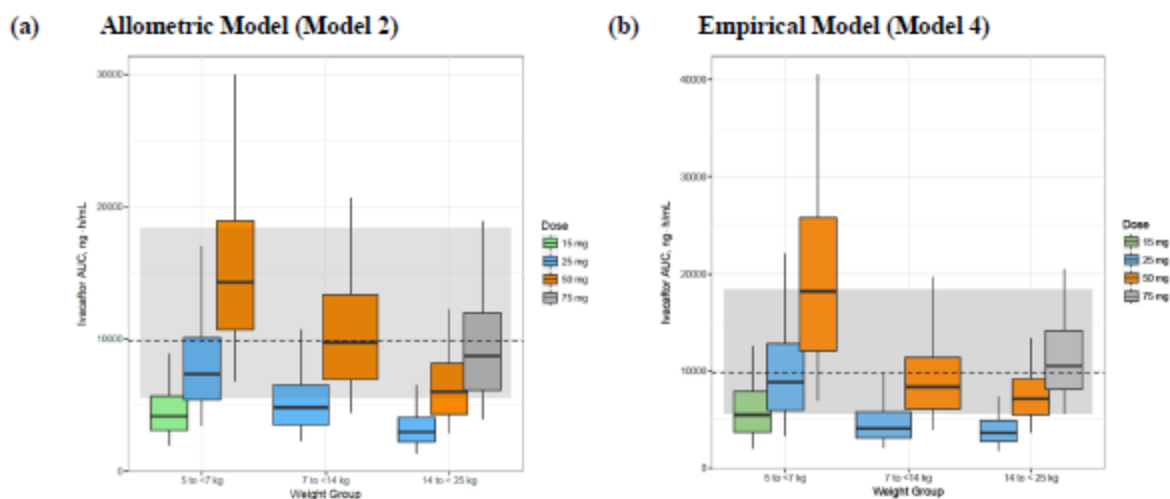 (a) Allometric Model (Model 2)
30000
20000
10000
0
Ivacaftor AUC, ng · h/mL
5 to <7 kg 7 to <14 kg 14 to < 25 kg
Weight Group
Dose
15 mg
25 mg
50 mg
75 mg
(b) Empirical Model (Model 4)
40000
30000
20000
10000
0
Ivacaftor AUC, ng · h/mL
5 to <7 kg 7 to <14 kg 14 to < 25 kg
Weight Group
Dose
15 mg
25 mg
50 mg
75 mg